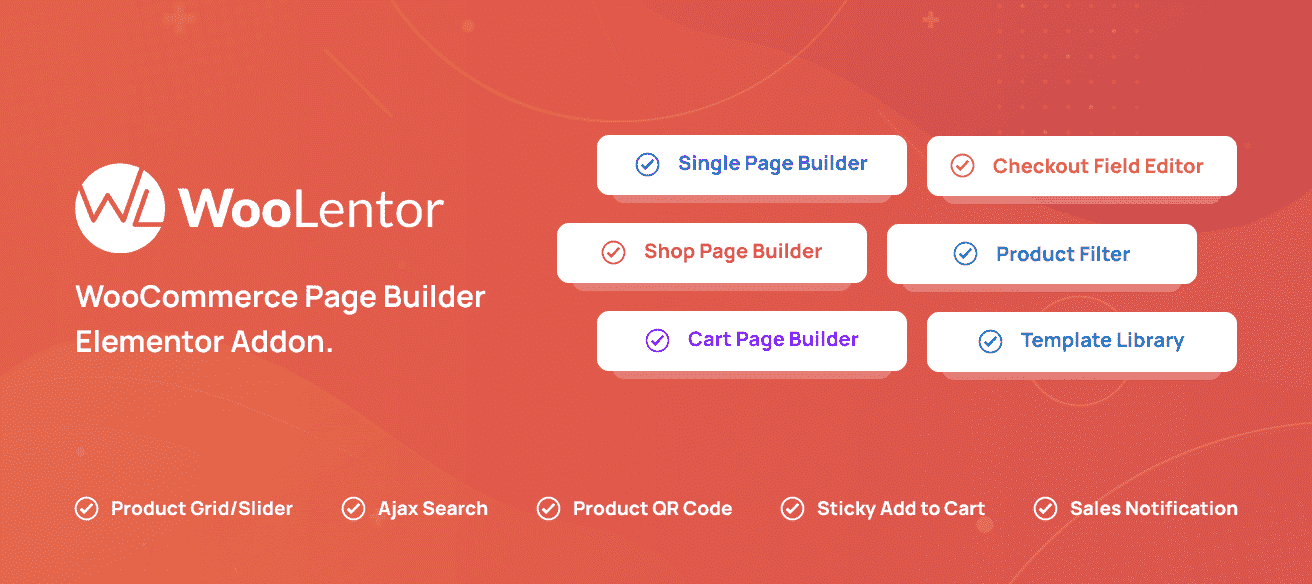 WooLentor
WooCommerce Page Builder
Elementor Addon.
Single Page Builder
Checkout Field Editor
Shop Page Builder
Product Filter
Cart Page Builder
Template Library
Product Grid/Slider
Ajax Search
Product QR Code
Sticky Add to Cart
Sales Notification